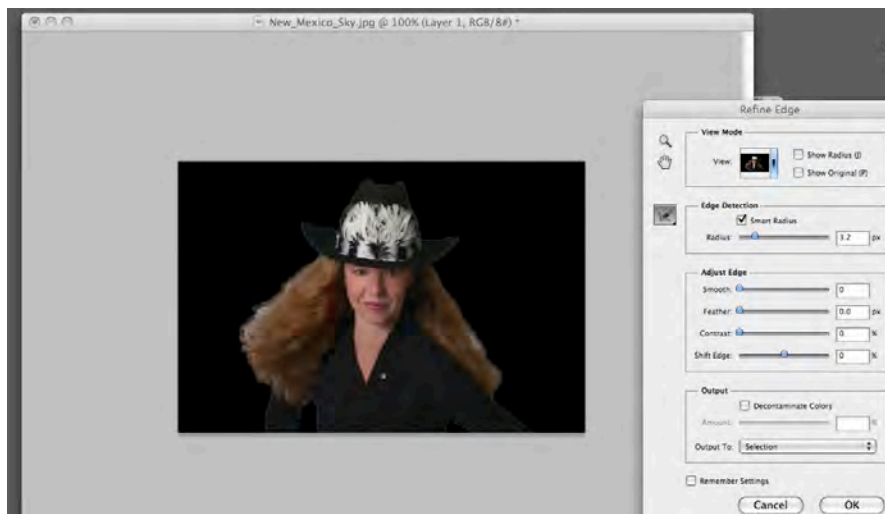 New_Mexico_Sky.jpg @ 100% (Layer 1, RGB/8#) *
Refine Edge
View Mode
View:
Show Radius (J)
Show Original (P)
Edge Detection
Smart Radius
Radius: 3.2 px
Adjust Edge
Smooth: 0
Feather: 0.0 px
Contrast: 0 %
Shift Edge: 0 %
Output
Decontaminate Colors
Amount: %
Output To: Selection
Remember Settings
Cancel OK